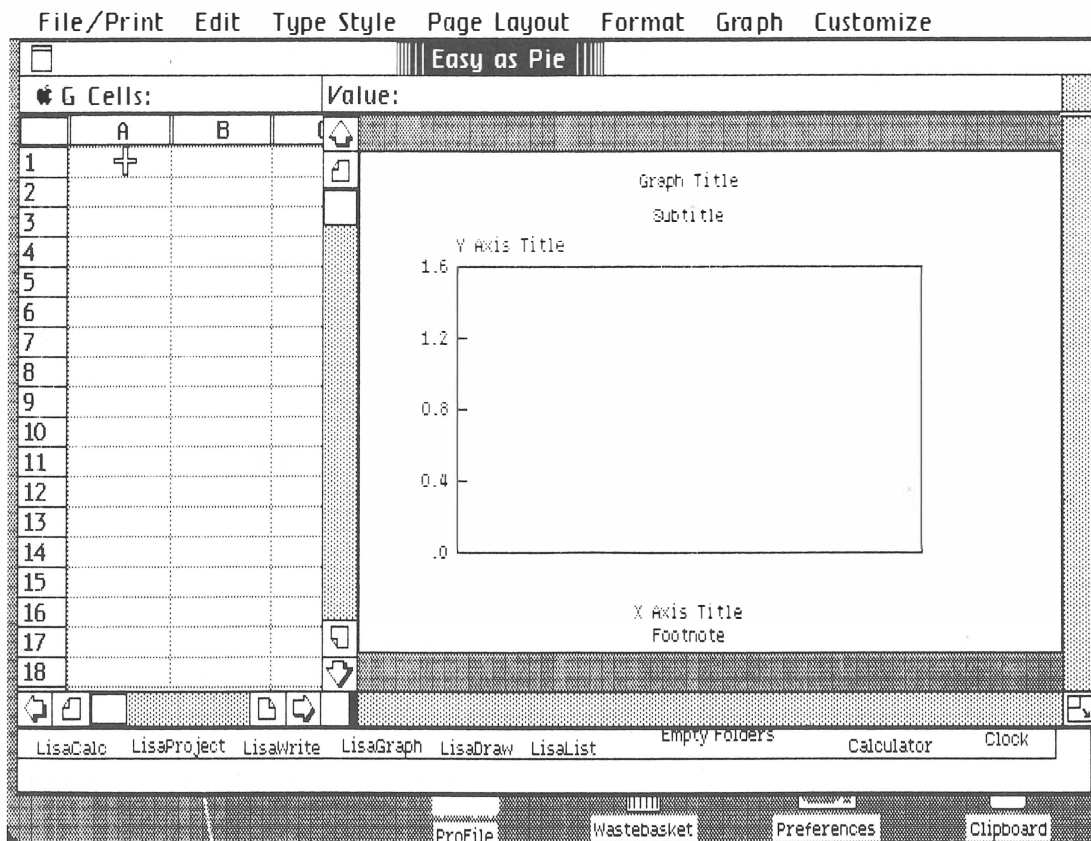 File/Print Edit Type Style Page Layout Format Graph Customize
Easy as Pie
G Cells: Value:
A B
1
2
3
4
5
6
7
8
9
10
11
12
13
14
15
16
17
18
Graph Title
Subtitle
Y Axis Title
1.6
1.2
0.8
0.4
.0
X Axis Title
Footnote
LisaCalc LisaProject LisaWrite LisaGraph LisaDraw LisaList Empty Folders Calculator Clock
ProFile Wastebasket Preferences Clipboard